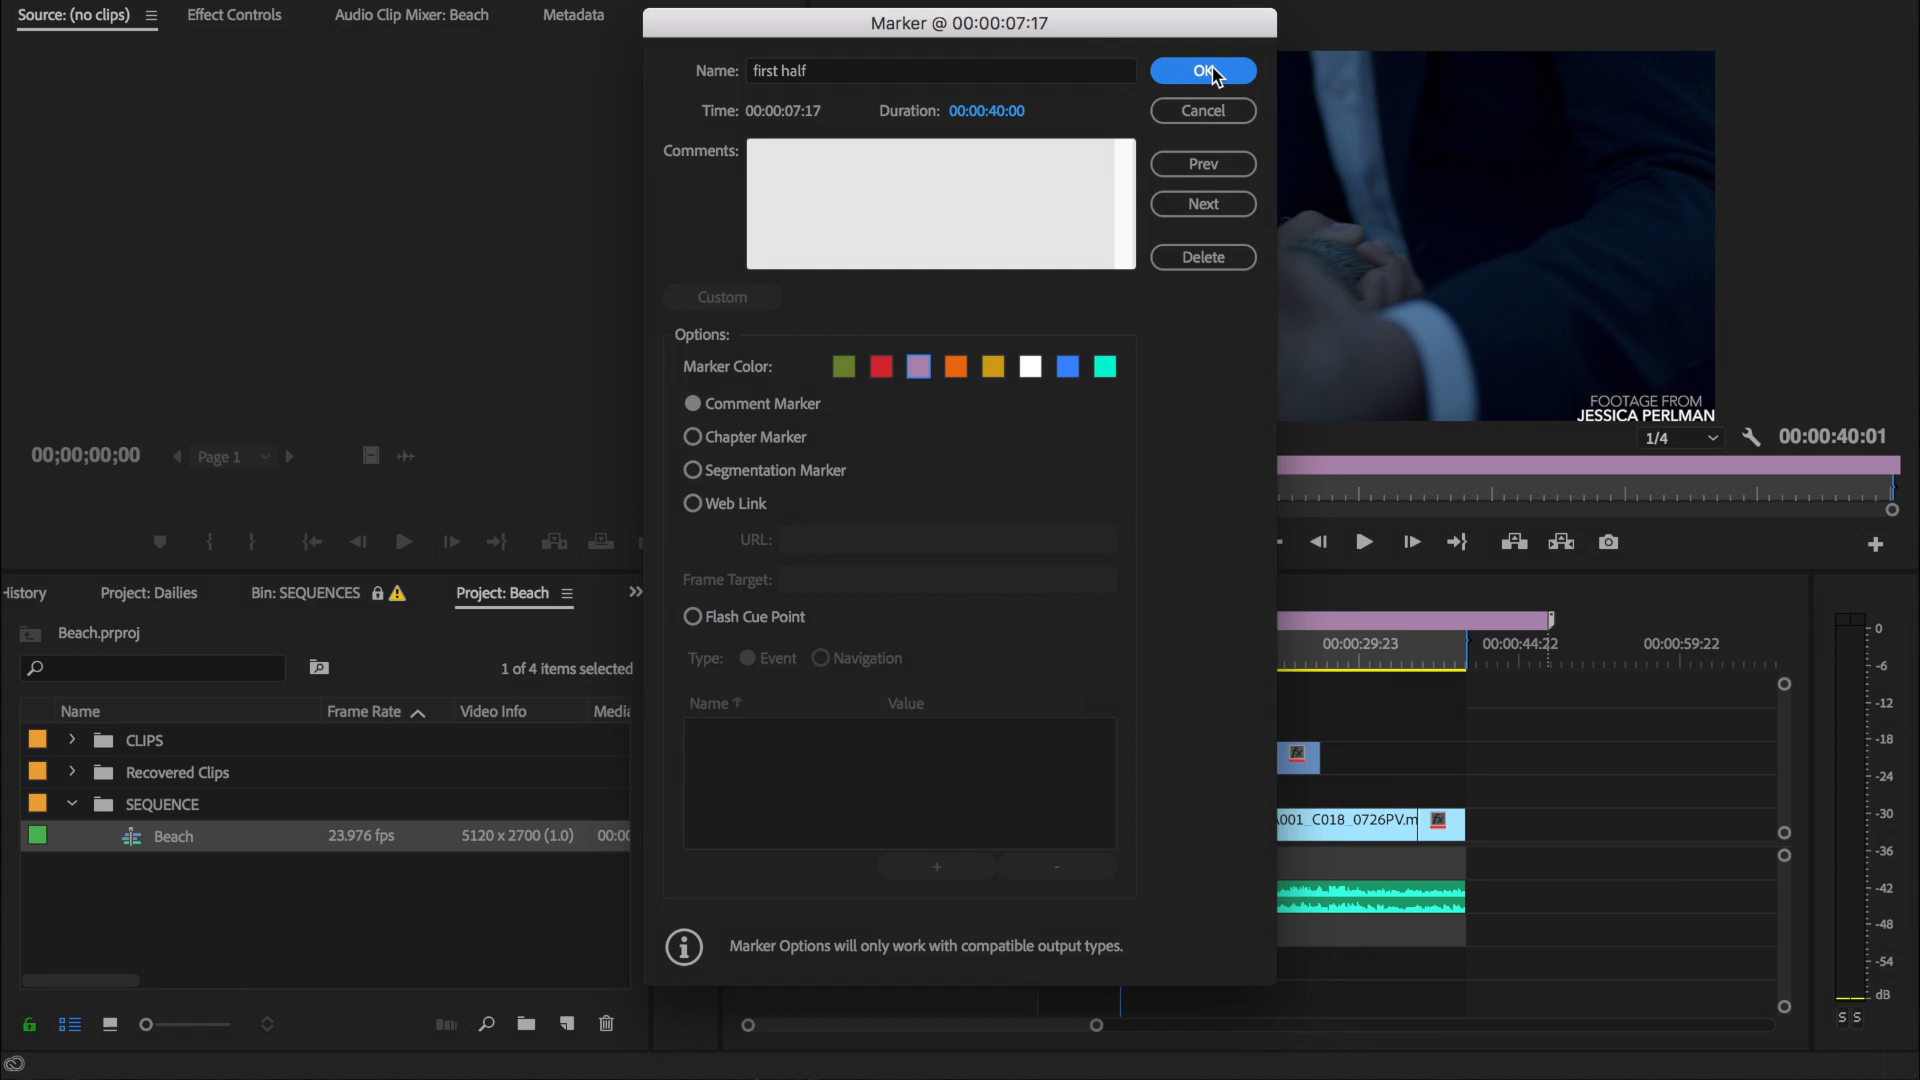 Source: (no clips)
Effect Controls
Audio Clip Mixer: Beach
Metadata
Marker @ 00:00:07:17
Name: first half
OK
Time: 00:00:07:17
Duration: 00:00:40:00
Cancel
Comments:
Prev
Next
Delete
Custom
Options:
Marker Color:
Comment Marker
Chapter Marker
Segmentation Marker
Web Link
URL:
Frame Target:
Flash Cue Point
Type: Event Navigation
Name
Value
+
-
Marker Options will only work with compatible output types.
FOOTAGE FROM
JESSICA PERLMAN
1/4
00:00:40:01
00;00;00;00
Page 1
History
Project: Dailies
Bin: SEQUENCES
Project: Beach
Beach.prproj
1 of 4 items selected
Name
Frame Rate
Video Info
Media
CLIPS
Recovered Clips
SEQUENCE
Beach
23.976 fps
5120 x 2700 (1.0)
00:00
00:00:29:23
00:00:44:22
00:00:59:22
fx
001_C018_0726PV.m
fx
0
-6
-12
-18
-24
-30
-36
-42
-48
-54
dB
S S